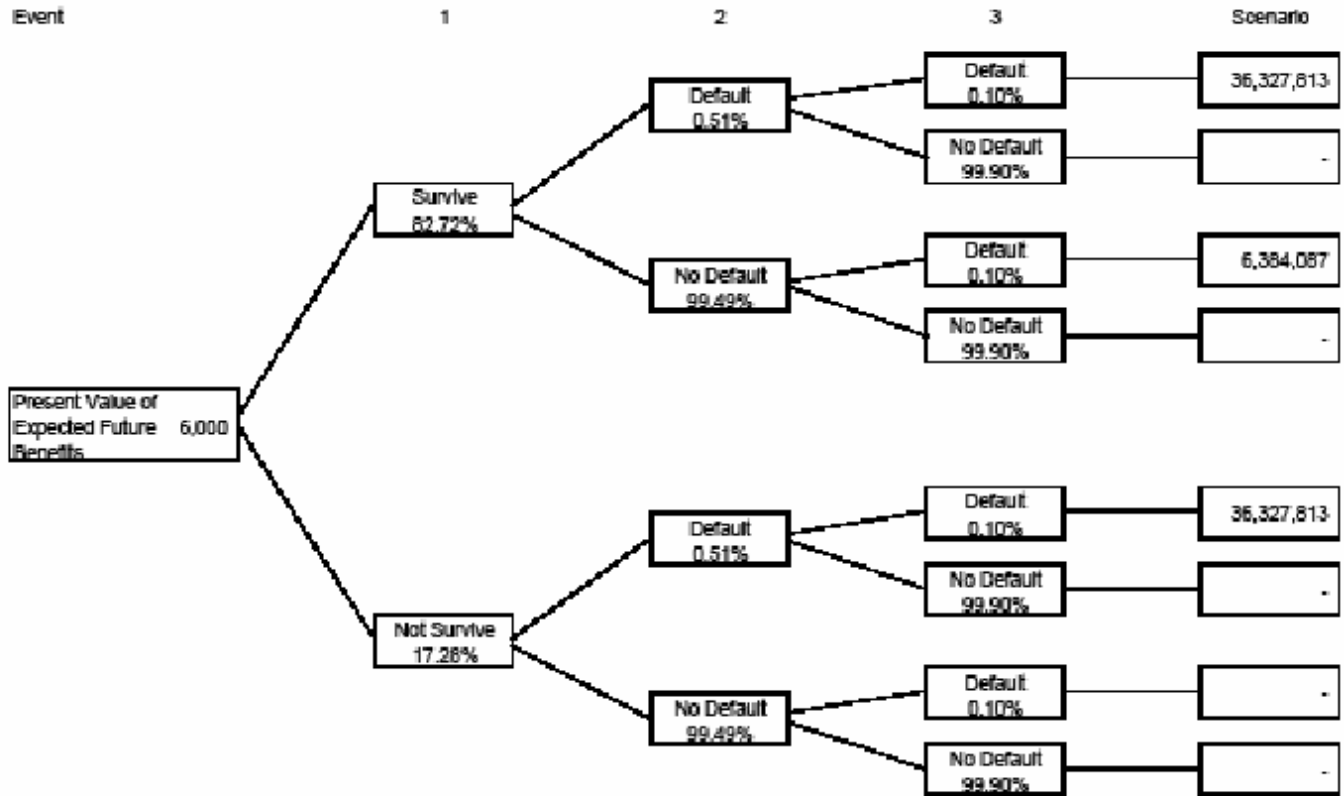 Event 1 2 3 Scenario
Default
0.10%
36,327,813
Default
0.51%
No Default
99.90%
-
Survive
82.72%
Default
0.10%
6,384,087
No Default
99.49%
No Default
99.90%
-
Present Value of
Expected Future 6,000
Benefits
Default
0.10%
36,327,813
Default
0.51%
No Default
99.90%
-
Not Survive
17.28%
Default
0.10%
-
No Default
99.49%
No Default
99.90%
-